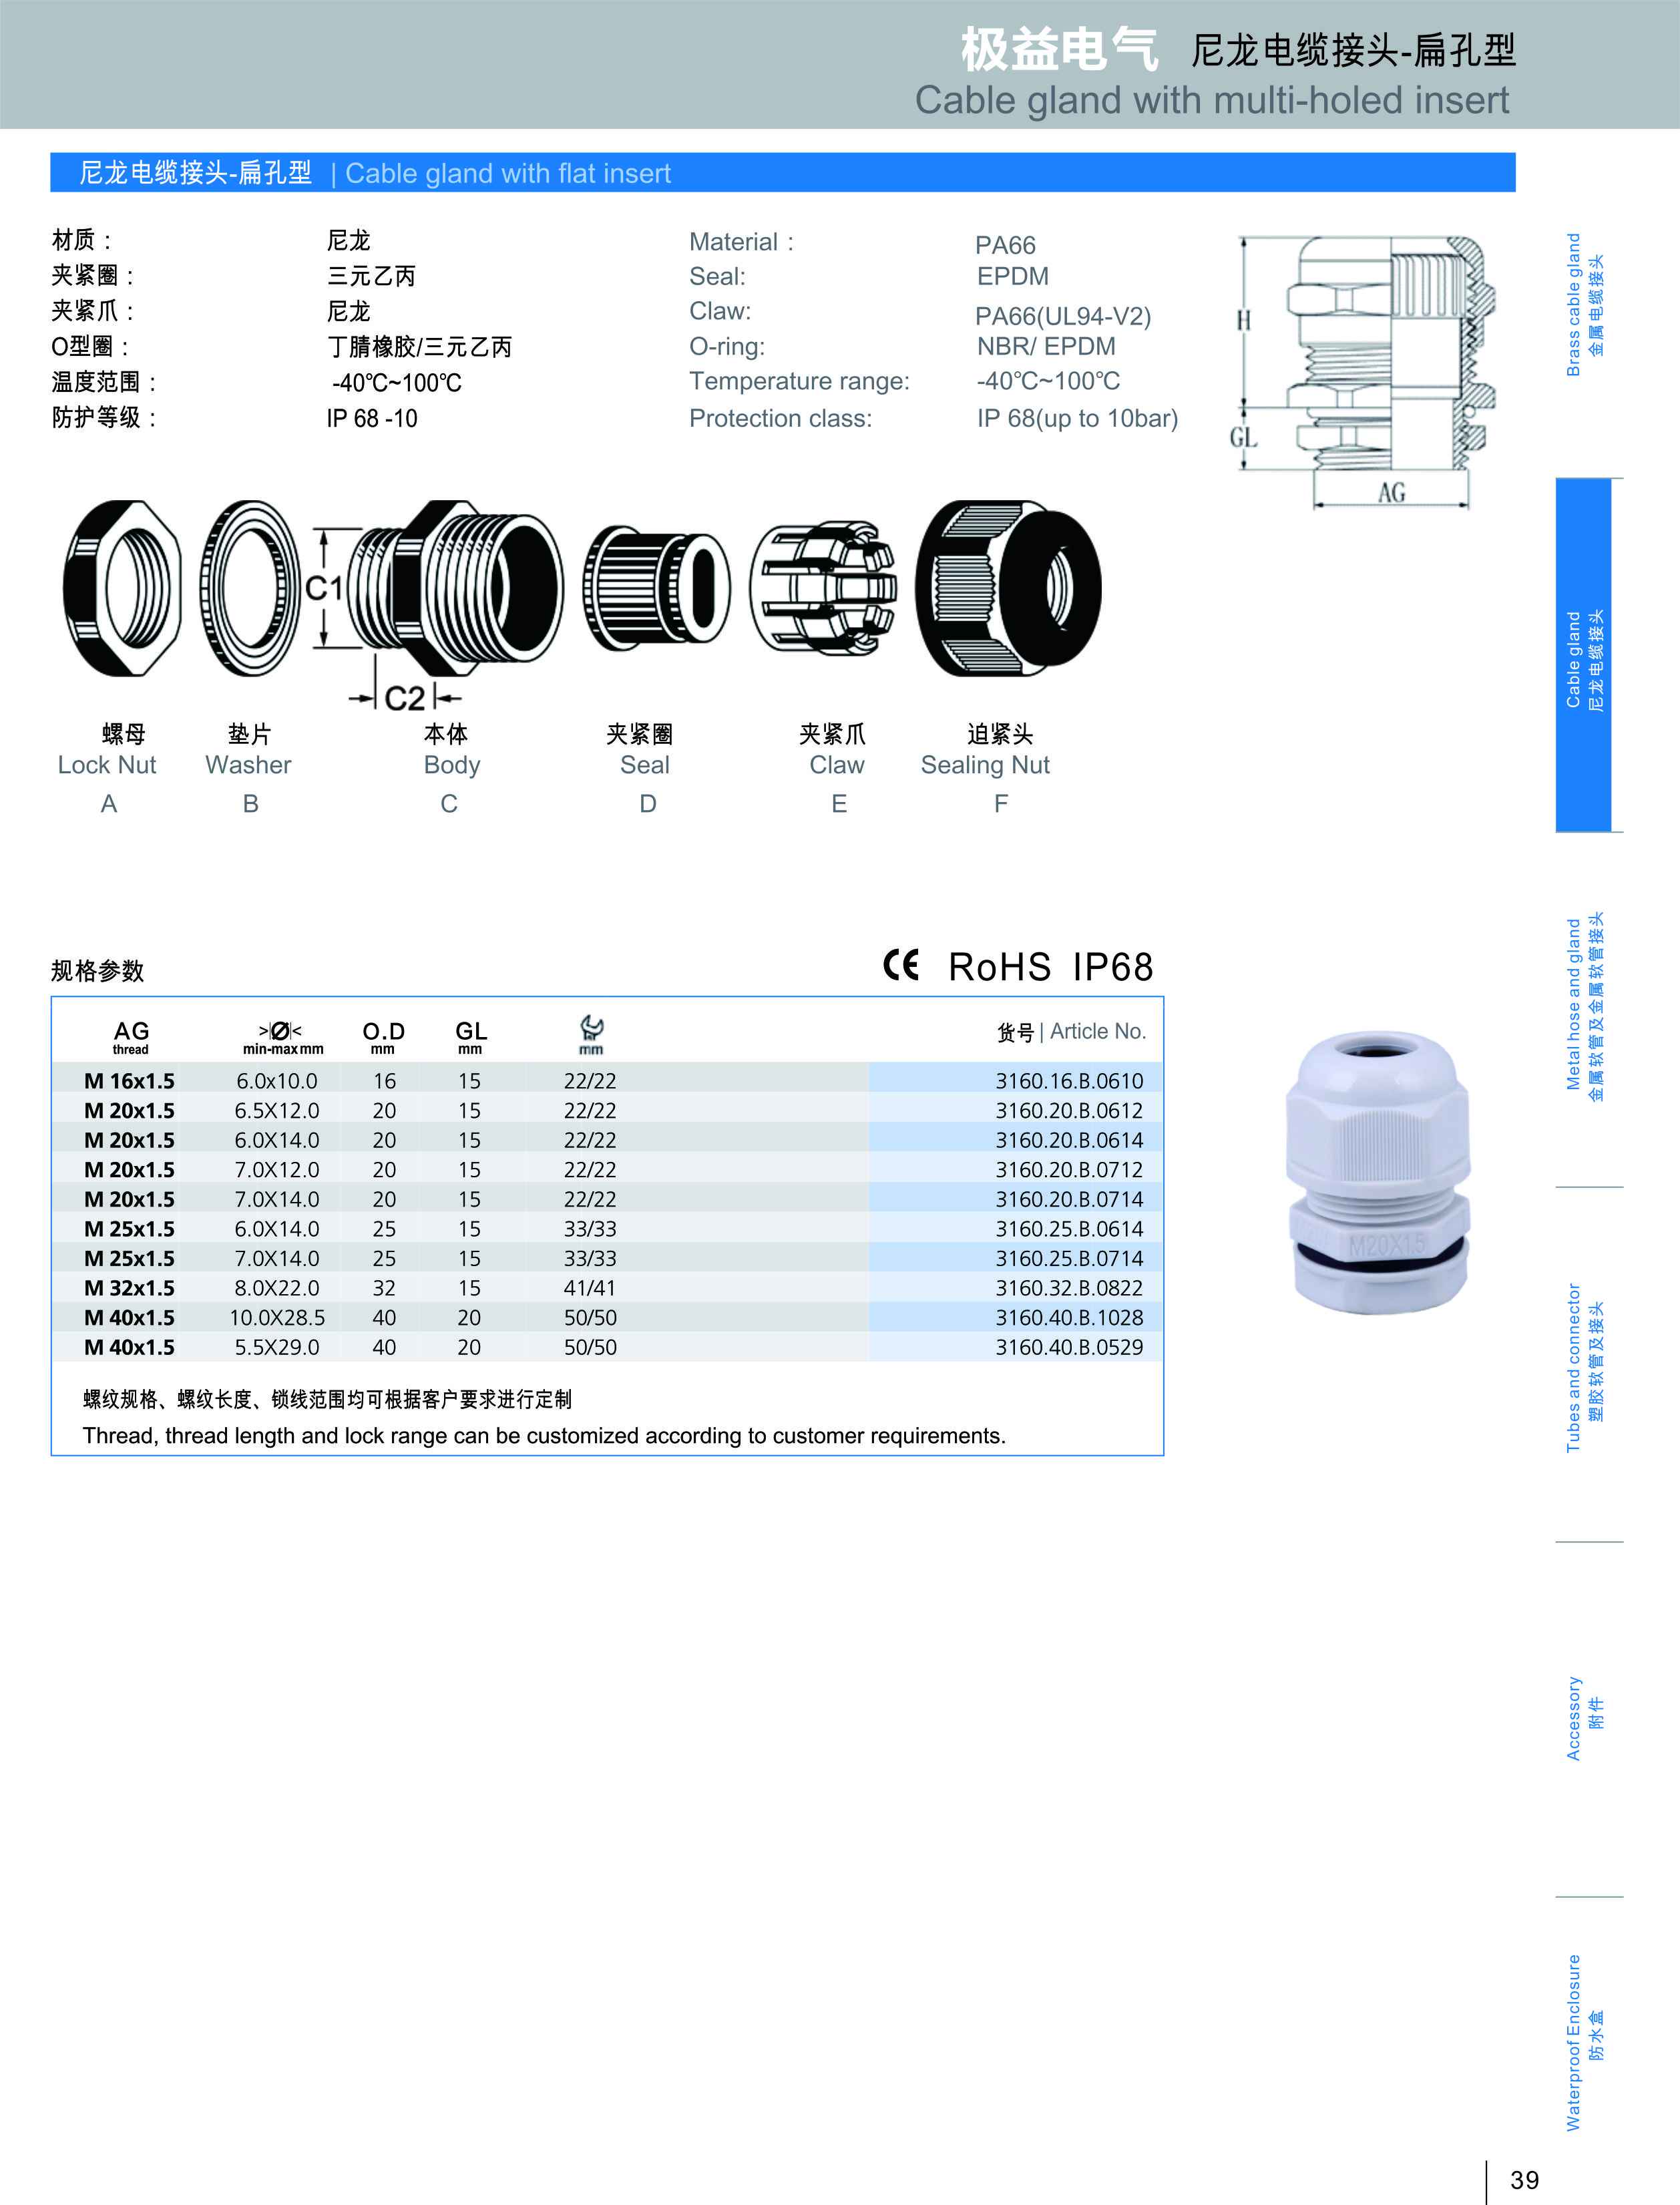 极益电气 尼龙电缆接头-扁孔型
Cable gland with multi-holed insert
尼龙电缆接头-扁孔型 | Cable gland with flat insert
材质： 尼龙 Material： PA66
夹紧圈： 三元乙丙 Seal: EPDM
夹紧爪： 尼龙 Claw: PA66(UL94-V2)
O型圈： 丁腈橡胶/三元乙丙 O-ring: NBR/ EPDM
温度范围： -40℃~100℃ Temperature range: -40℃~100℃
防护等级： IP 68 -10 Protection class: IP 68(up to 10bar)
H
GL
AG
C1
C2
螺母 垫片 本体 夹紧圈 夹紧爪 迫紧头
Lock Nut Washer Body Seal Claw Sealing Nut
A B C D E F
规格参数 CE RoHS IP68
AG >|Ø|< O.D GL 货号 | Article No.
thread min-max mm mm mm mm
M 16x1.5 6.0x10.0 16 15 22/22 3160.16.B.0610
M 20x1.5 6.5X12.0 20 15 22/22 3160.20.B.0612
M 20x1.5 6.0X14.0 20 15 22/22 3160.20.B.0614
M 20x1.5 7.0X12.0 20 15 22/22 3160.20.B.0712
M 20x1.5 7.0X14.0 20 15 22/22 3160.20.B.0714
M 25x1.5 6.0X14.0 25 15 33/33 3160.25.B.0614
M 25x1.5 7.0X14.0 25 15 33/33 3160.25.B.0714
M 32x1.5 8.0X22.0 32 15 41/41 3160.32.B.0822
M 40x1.5 10.0X28.5 40 20 50/50 3160.40.B.1028
M 40x1.5 5.5X29.0 40 20 50/50 3160.40.B.0529
螺纹规格、螺纹长度、锁线范围均可根据客户要求进行定制
Thread, thread length and lock range can be customized according to customer requirements.
M20X1.5
Brass cable gland
金属电缆接头
Cable gland
尼龙电缆接头
Metal hose and gland
金属软管及金属软管接头
Tubes and connector
塑胶软管及接头
Accessory
附件
Waterproof Enclosure
防水盒
39